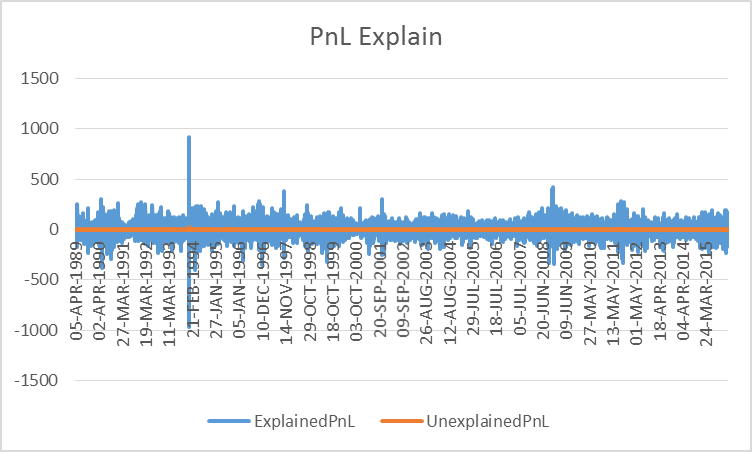 PnL Explain
1500
1000
500
0
-500
-1000
-1500
05-APR-1989
02-APR-1990
27-MAR-1991
19-MAR-1992
11-MAR-1993
21-FEB-1994
27-JAN-1995
05-JAN-1996
10-DEC-1996
14-NOV-1997
29-OCT-1998
17-OCT-1999
03-OCT-2000
20-SEP-2001
09-SEP-2002
26-AUG-2003
12-AUG-2004
29-JUL-2005
20-JUL-2006
05-JUL-2007
20-JUN-2008
09-JUN-2009
27-MAY-2010
13-MAY-2011
01-MAY-2012
18-APR-2013
04-APR-2014
24-MAR-2015
ExplainedPnL
UnexplainedPnL